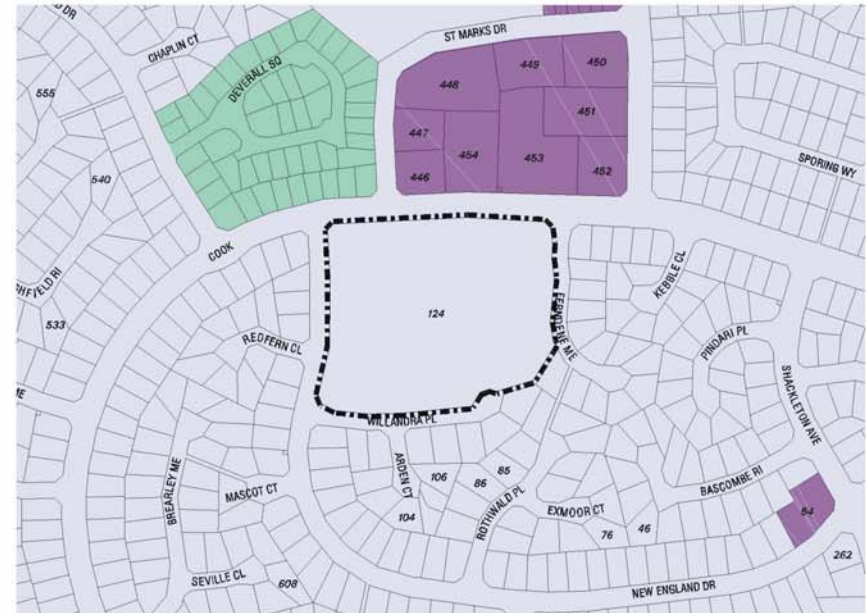 CHAPLIN CT
ST MARKS DR
DEVERALL SQ
449
450
448
555
451
447
SPORING WY
454
453
452
446
540
COOK
KEBBLE CL
124
FERNDENE ME
533
REDFERN CL
PINDARI PL
SHACKLETON AVE
ME
WILLANDRA PL
ARDEN CT
106
85
86
BASCOMBE RI
BREARLEY ME
MASCOT CT
ROTHWALD PL
EXMOOR CT
104
46
54
76
262
SEVILLE CL
608
NEW ENGLAND DR